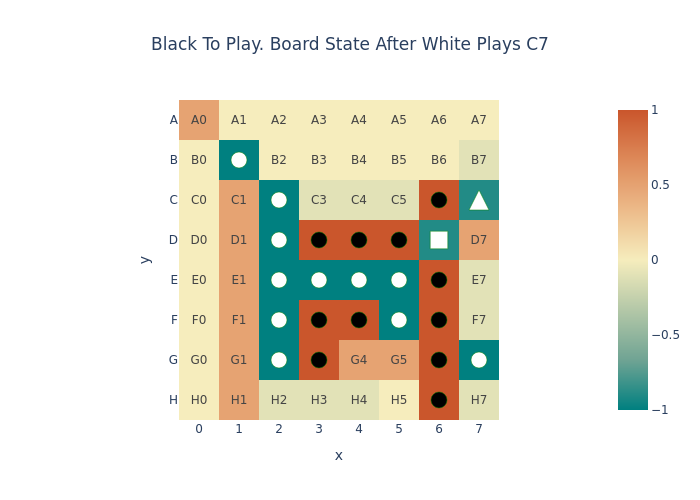 Black To Play. Board State After White Plays C7
A A0 A1 A2 A3 A4 A5 A6 A7
B B0 B2 B3 B4 B5 B6 B7
C C0 C1 C3 C4 C5
D D0 D1 D7
E E0 E1 E7
F F0 F1 F7
G G0 G1 G4 G5
H H0 H1 H2 H3 H4 H5 H7
0 1 2 3 4 5 6 7
x
y
1
0.5
0
−0.5
−1